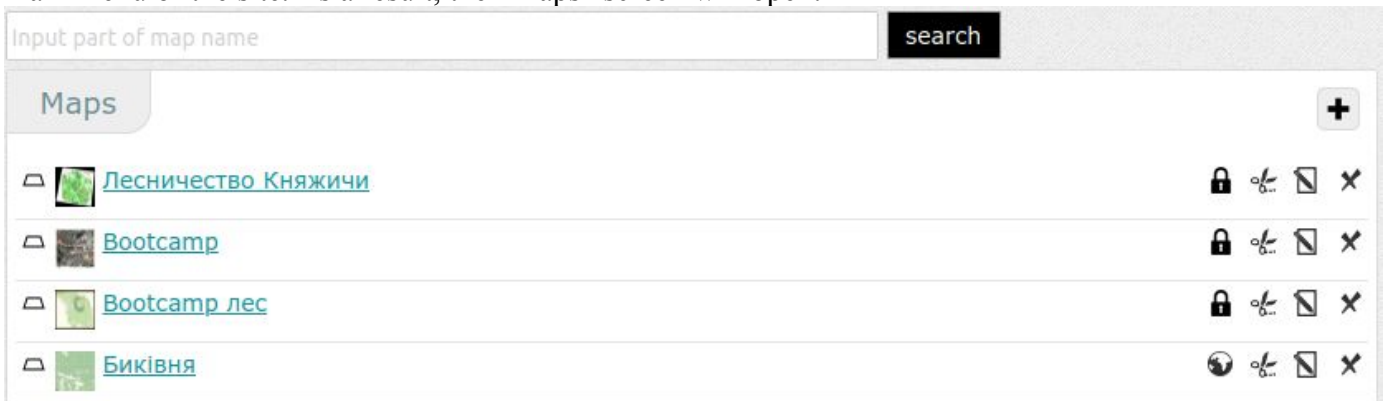 Input part of map name
search
Maps
Лесничество Княжичи
Bootcamp
Bootcamp лес
Биківня